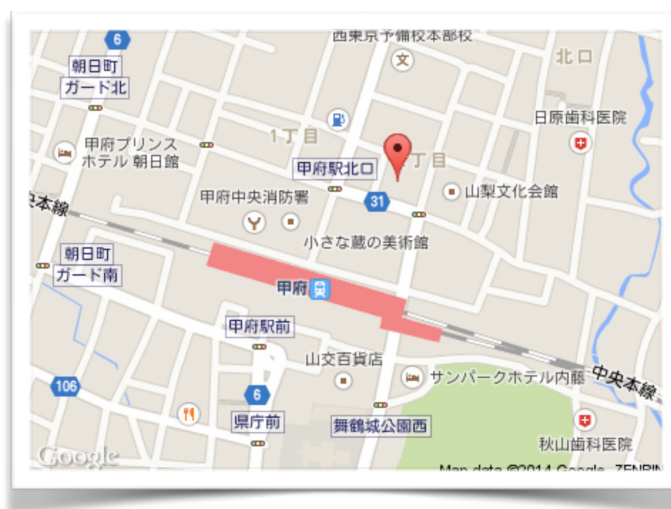 6
西東京予備校本部校
北口
朝日町
ガード北
日原歯科医院
1丁目
甲府プリンス
ホテル 朝日館
甲府駅北口
丁目
甲府中央消防署
31
山梨文化会館
央本線
小さな蔵の美術館
朝日町
ガード南
甲府
甲府駅前
山交百貨店
サンパークホテル内藤
中央本線
106
6
県庁前
舞鶴城公園西
秋山歯科医院
Google
Map data ©2014 Google, ZENRIN